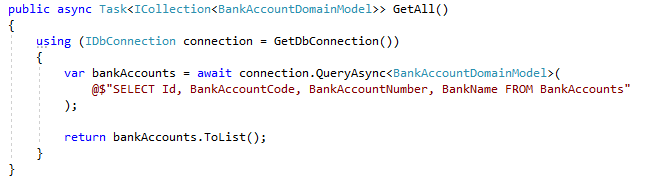 public async Task<ICollection<BankAccountDomainModel>> GetAll()
{
    using (IDbConnection connection = GetDbConnection())
    {
        var bankAccounts = await connection.QueryAsync<BankAccountDomainModel>(
            @$"SELECT Id, BankAccountCode, BankAccountNumber, BankName FROM BankAccounts"
        );

        return bankAccounts.ToList();
    }
}